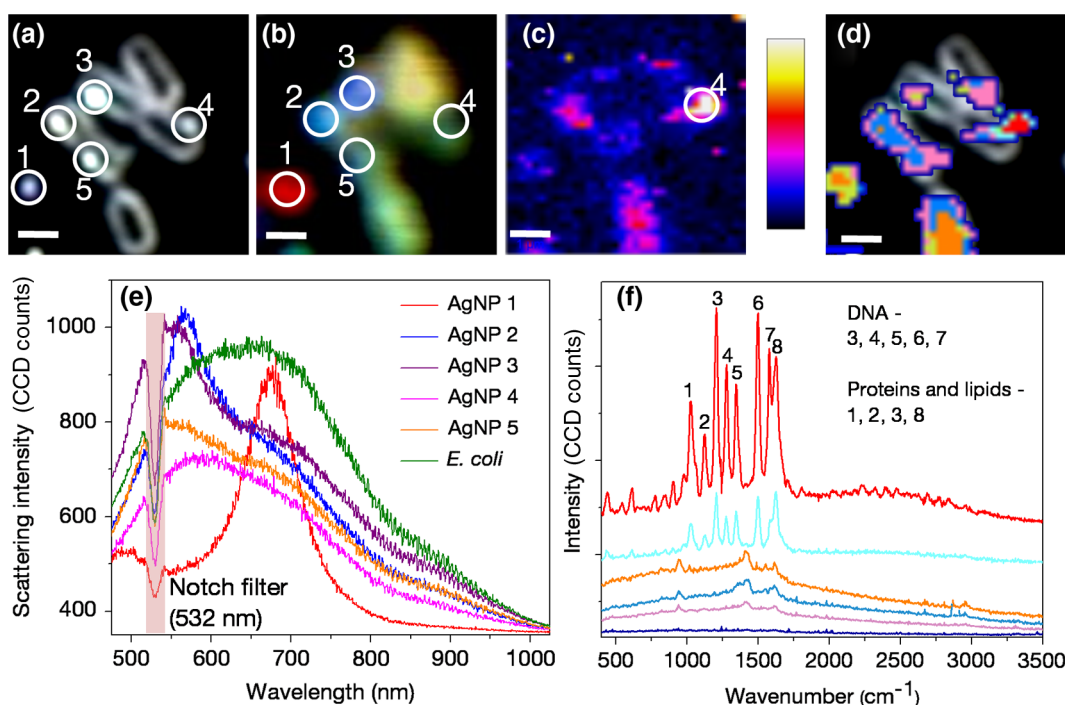 (a)
3
2
4
1
5
(b)
3
2
4
1
5
(c)
4
(d)
(e)
1000
800
600
400
Scattering intensity (CCD counts)
AgNP 1
AgNP 2
AgNP 3
AgNP 4
AgNP 5
E. coli
Notch filter
(532 nm)
500 600 700 800 900 1000
Wavelength (nm)
(f)
Intensity (CCD counts)
1 2 3 4 5 6 7 8
DNA -
3, 4, 5, 6, 7
Proteins and lipids -
1, 2, 3, 8
500 1000 1500 2000 2500 3000 3500
Wavenumber (cm⁻¹)